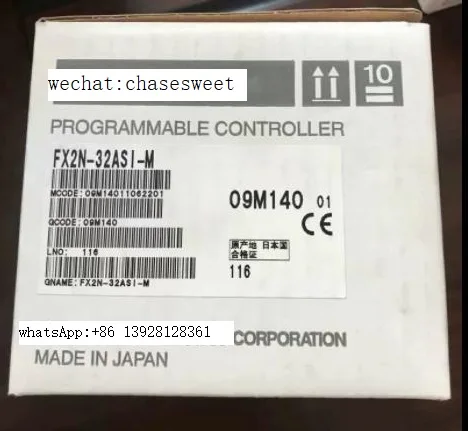 wechat:chasesweet
10
PROGRAMMABLE CONTROLLER
FX2N-32ASI-M
MCODE:09M14011062201
09M140 01
GCODE:09M140
CE
原产地 日本国
合格证
LNO: 116
116
GNAME:FX2N-32ASI-M
whatsApp:+86 13928128361
CORPORATION
MADE IN JAPAN